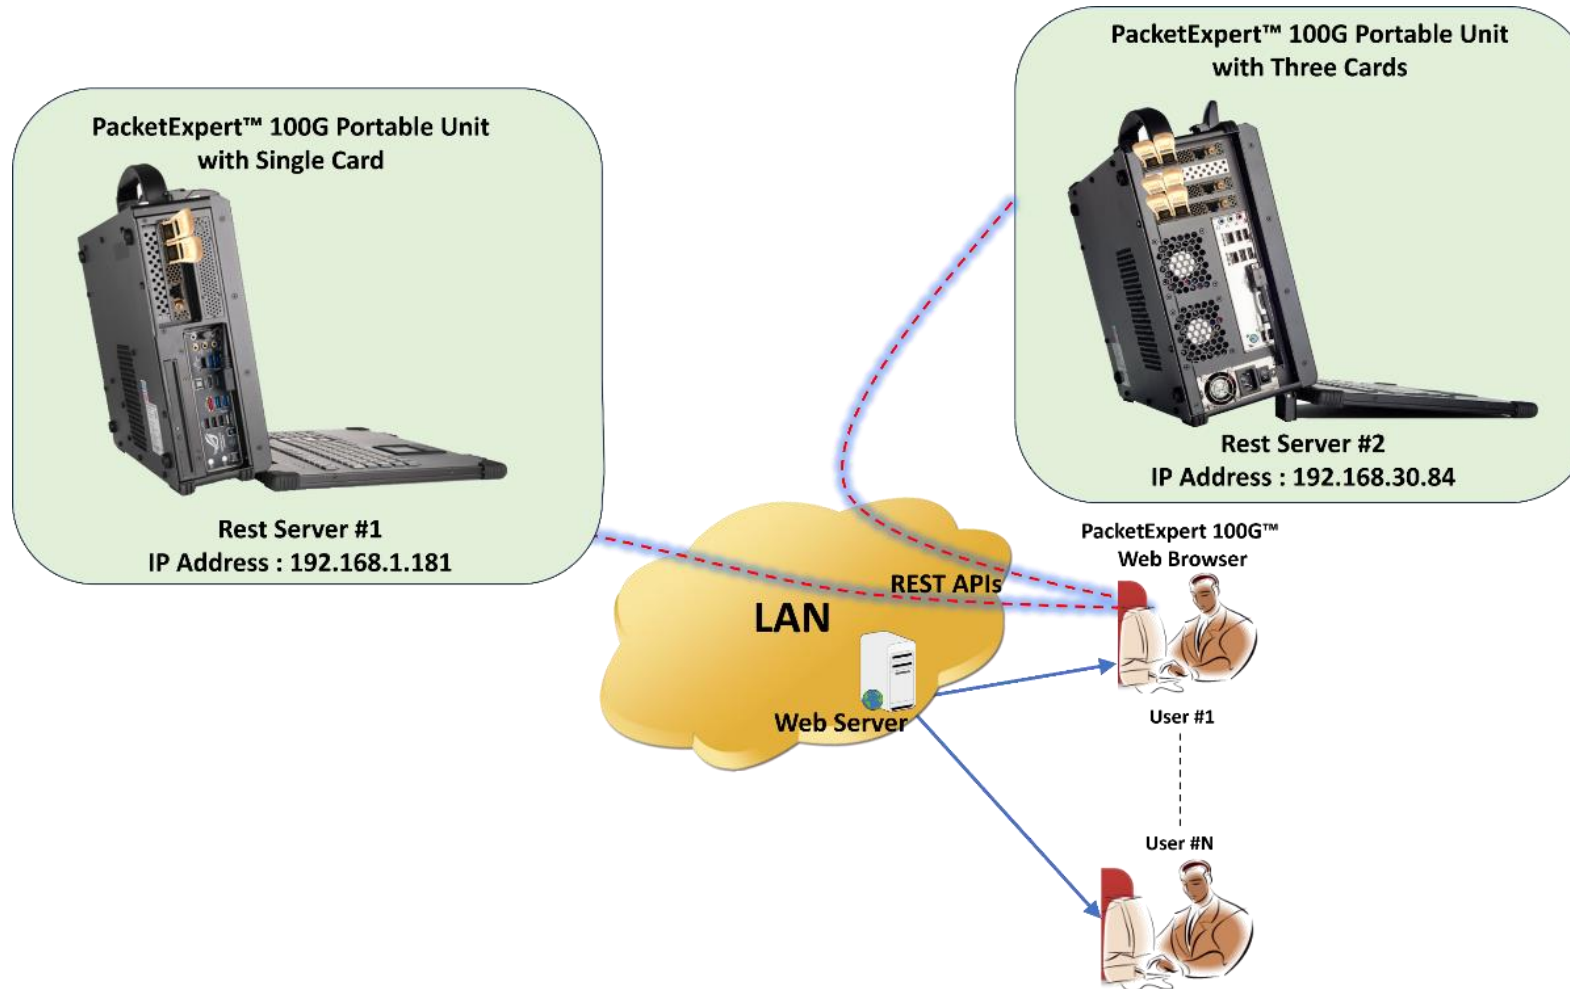 PacketExpert™ 100G Portable Unit
with Three Cards
PacketExpert™ 100G Portable Unit
with Single Card
Rest Server #2
IP Address : 192.168.30.84
Rest Server #1
IP Address : 192.168.1.181
PacketExpert 100G™
Web Browser
REST APIs
LAN
Web Server
User #1
User #N